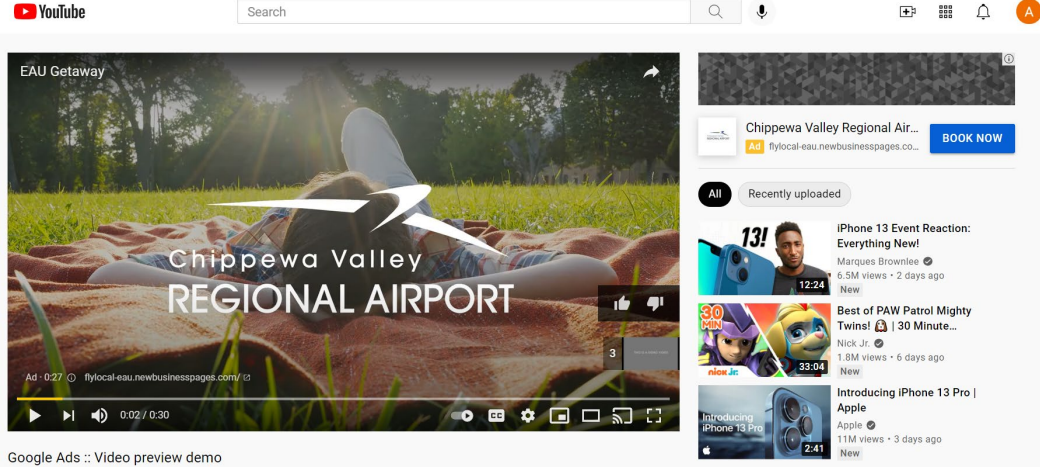 YouTube
Search
A
EAU Getaway
Chippewa Valley
REGIONAL AIRPORT
3
Ad · 0:27 flylocal-eau.newbusinesspages.com/
0:02 / 0:30
CC
Google Ads :: Video preview demo
Chippewa Valley Regional Air...
Ad flylocal-eau.newbusinesspages.co...
BOOK NOW
All
Recently uploaded
13!
12:24
iPhone 13 Event Reaction:
Everything New!
Marques Brownlee
6.5M views • 2 days ago
New
30
MIN
nick jr.
33:04
Best of PAW Patrol Mighty
Twins! | 30 Minute...
Nick Jr.
1.8M views • 6 days ago
New
Introducing
iPhone 13 Pro
2:41
Introducing iPhone 13 Pro |
Apple
Apple
11M views • 3 days ago
New